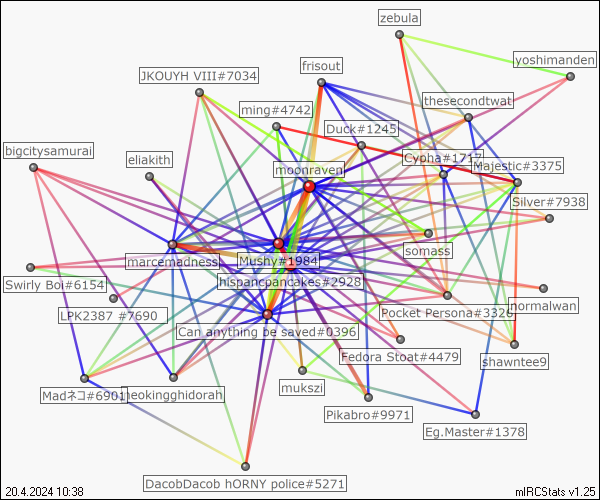 zebula
yoshimanden
frisout
JKOUYH VIII#7034
thesecondtwat
ming#4742
Duck#1245
bigcitysamurai
eliakith
Cypha#1717
Majestic#3375
moonraven
Silver#7938
somass
marcemadness
Mushy#1984
hispanicpancakes#2928
Swirly Boi#6154
normalwan
LPK2387 #7690
Pocket Persona#3326
Can anything be saved#0396
Fedora Stoat#4479
shawntee9
mukszi
Madネコ#6901
neokingghidorah
Pikabro#9971
Eg.Master#1378
DacobDacob hORNY police#5271
20.4.2024 10:38
mIRCStats v1.25